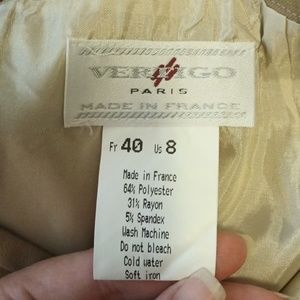 VERTIGO
PARIS
MADE IN FRANCE
Fr 40 Us 8
Made in France
64% Polyester
31% Rayon
5% Spandex
Wash Machine
Do not bleach
Cold water
Soft iron